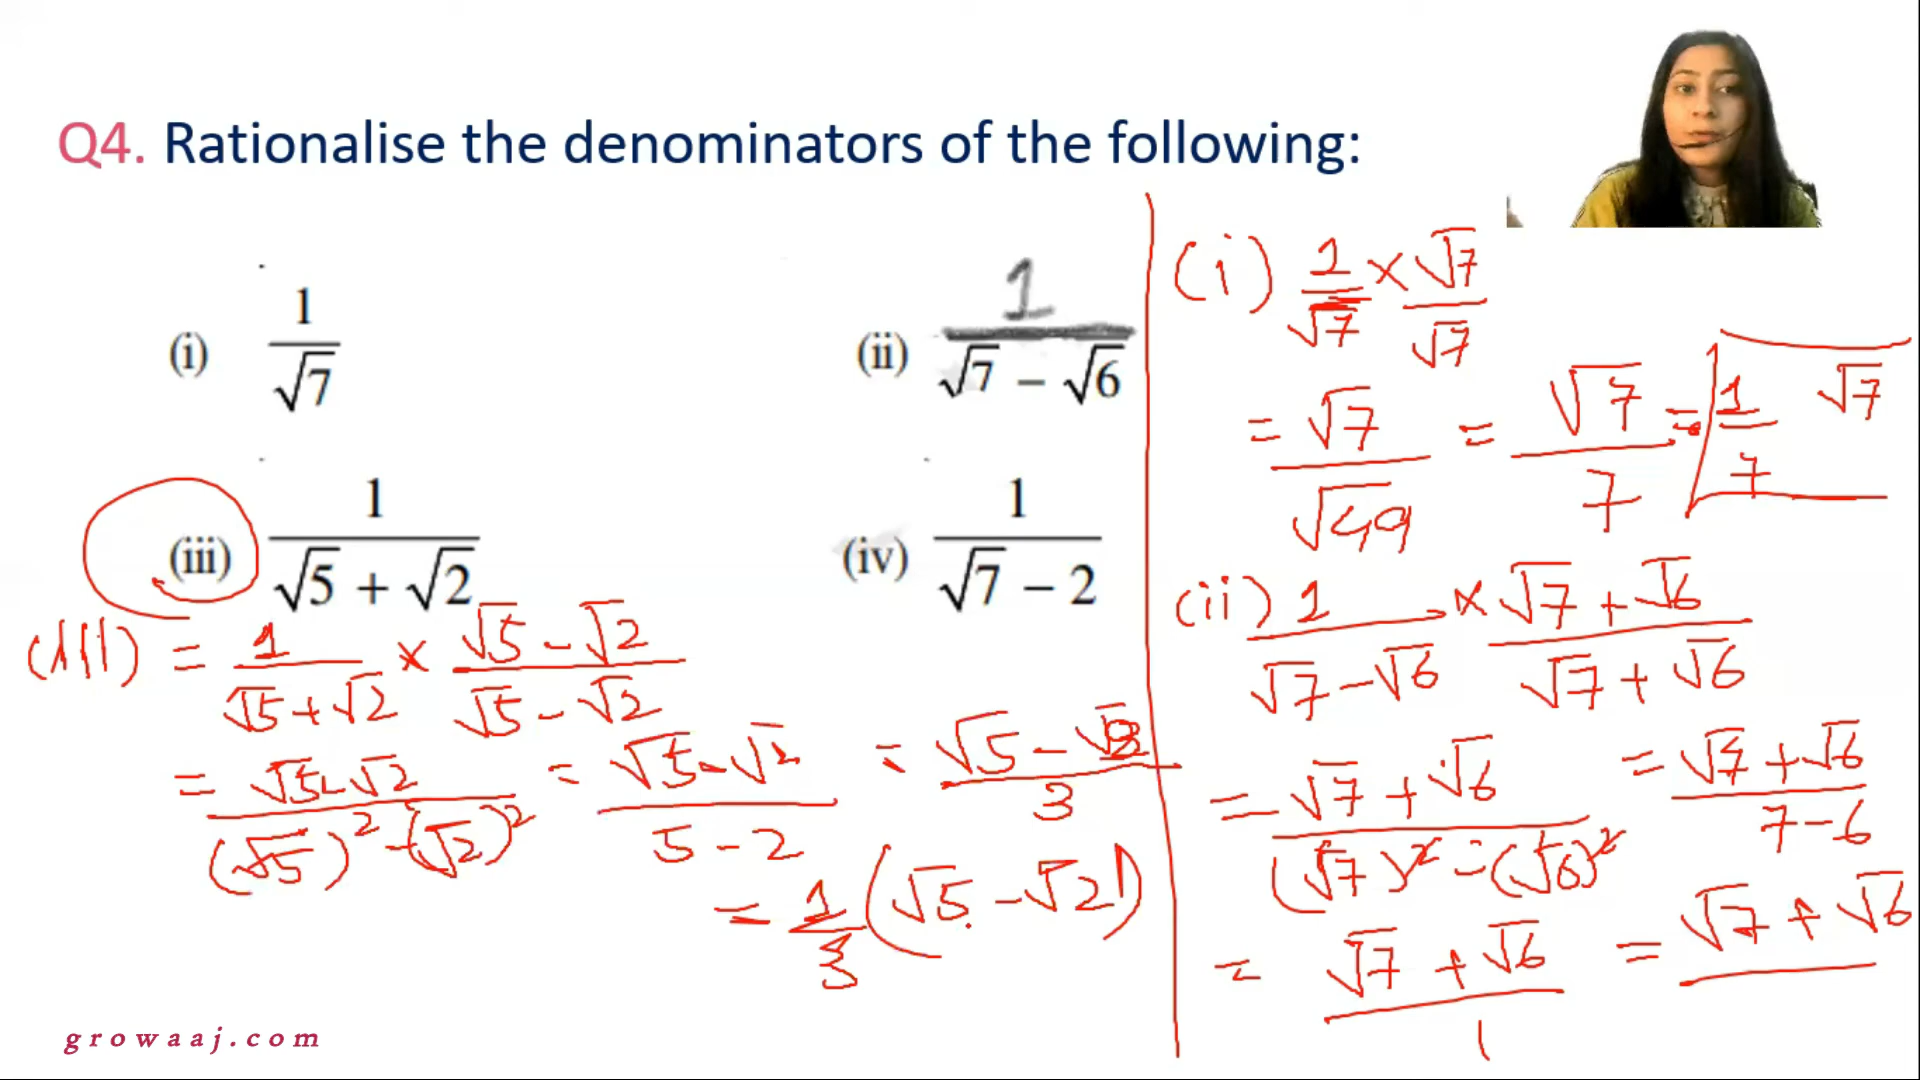 Q4. Rationalise the denominators of the following:
(i) 1/√7
(ii) 1/(√7 − √6)
(iii) 1/(√5 + √2)
(iv) 1/(√7 − 2)
(iii) = 1/(√5+√2) × (√5−√2)/(√5−√2)
= (√5−√2)/((√5)²−(√2)²) = (√5−√2)/(5−2) = (√5−√2)/3
= 1/3 (√5−√2)
(i) 1/√7 × √7/√7
= √7/√49 = √7/7 = 1/7 √7
(ii) 1/(√7−√6) × (√7+√6)/(√7+√6)
= (√7+√6)/((√7)²−(√6)²) = (√7+√6)/(7−6)
= (√7+√6)/1 = √7+√6
growaaj.com